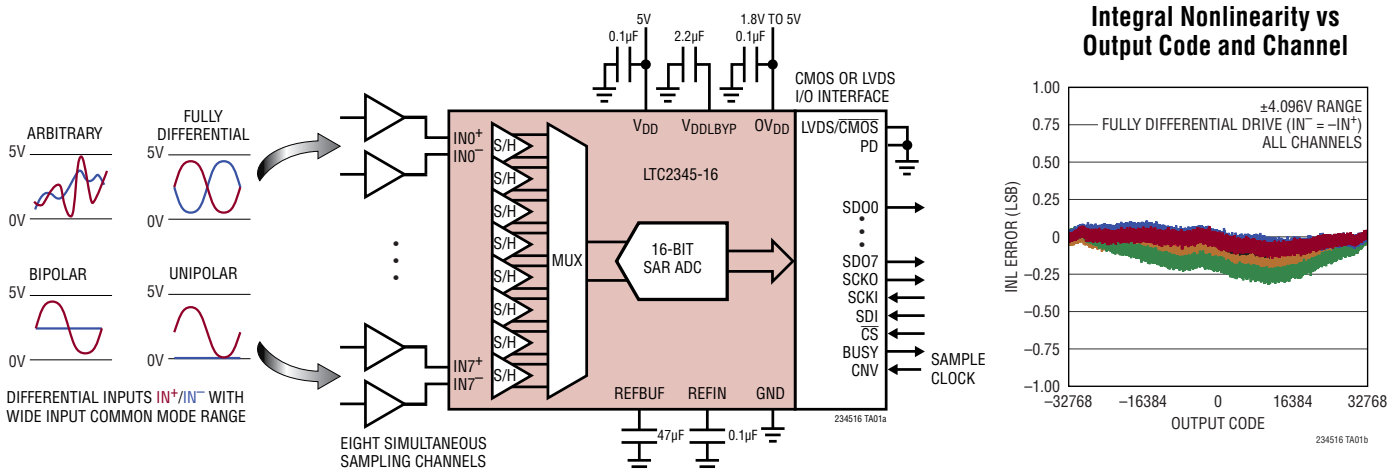 ARBITRARY
5V
0V
FULLY
DIFFERENTIAL
5V
0V
BIPOLAR
5V
0V
UNIPOLAR
5V
0V
DIFFERENTIAL INPUTS IN+/IN– WITH
WIDE INPUT COMMON MODE RANGE
EIGHT SIMULTANEOUS
SAMPLING CHANNELS
5V
0.1µF
2.2µF
1.8V TO 5V
0.1µF
CMOS OR LVDS
I/O INTERFACE
VDD
VDDLBYP
OVDD
IN0+
IN0–
S/H
S/H
S/H
S/H
S/H
S/H
S/H
S/H
IN7+
IN7–
MUX
LTC2345-16
16-BIT
SAR ADC
LVDS/CMOS
PD
SDO0
SDO7
SCKO
SCKI
SDI
CS
BUSY
CNV
SAMPLE
CLOCK
REFBUF
REFIN
GND
47µF
0.1µF
234516 TA01a
Integral Nonlinearity vs
Output Code and Channel
±4.096V RANGE
FULLY DIFFERENTIAL DRIVE (IN– = –IN+)
ALL CHANNELS
INL ERROR (LSB)
1.00
0.75
0.50
0.25
0
–0.25
–0.50
–0.75
–1.00
–32768
–16384
0
16384
32768
OUTPUT CODE
234516 TA01b